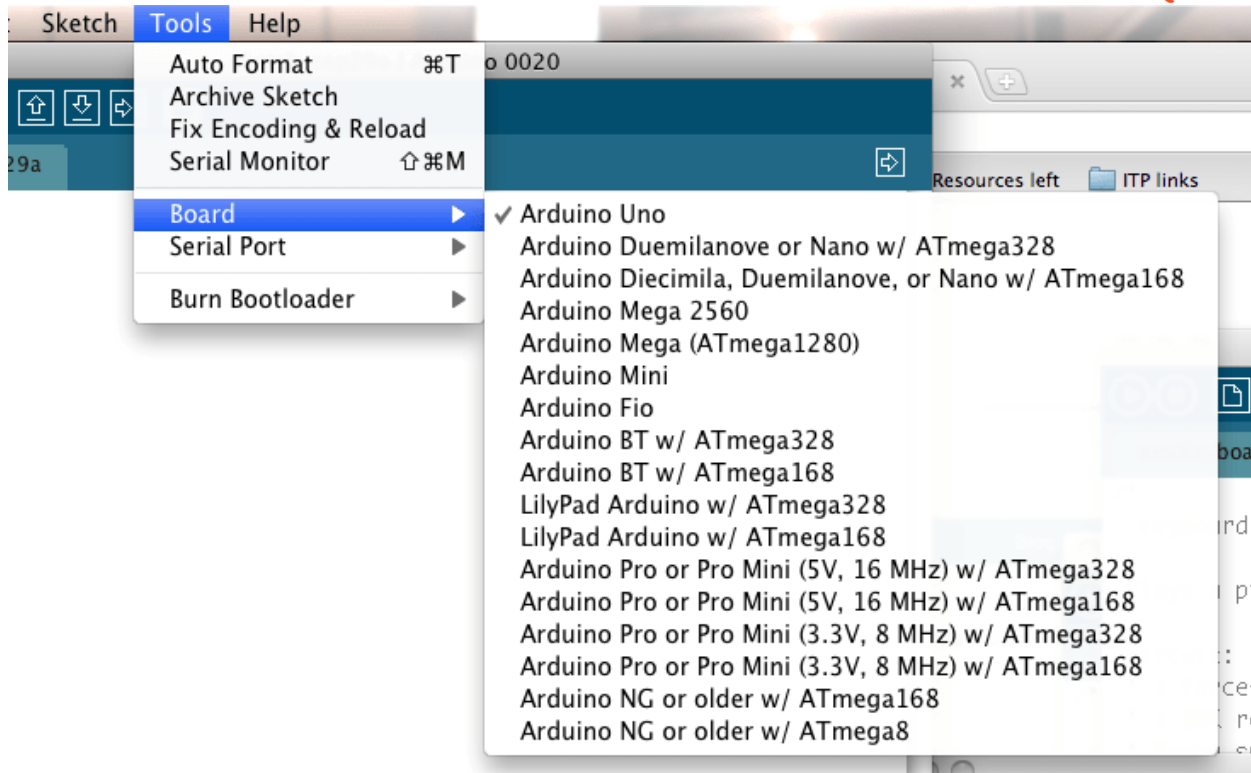 Sketch Tools Help
Auto Format ⌘T
Archive Sketch
Fix Encoding & Reload
Serial Monitor ⇧⌘M
Board
Serial Port
Burn Bootloader
o 0020
29a
Resources left ITP links
✓ Arduino Uno
Arduino Duemilanove or Nano w/ ATmega328
Arduino Diecimila, Duemilanove, or Nano w/ ATmega168
Arduino Mega 2560
Arduino Mega (ATmega1280)
Arduino Mini
Arduino Fio
Arduino BT w/ ATmega328
Arduino BT w/ ATmega168
LilyPad Arduino w/ ATmega328
LilyPad Arduino w/ ATmega168
Arduino Pro or Pro Mini (5V, 16 MHz) w/ ATmega328
Arduino Pro or Pro Mini (5V, 16 MHz) w/ ATmega168
Arduino Pro or Pro Mini (3.3V, 8 MHz) w/ ATmega328
Arduino Pro or Pro Mini (3.3V, 8 MHz) w/ ATmega168
Arduino NG or older w/ ATmega168
Arduino NG or older w/ ATmega8